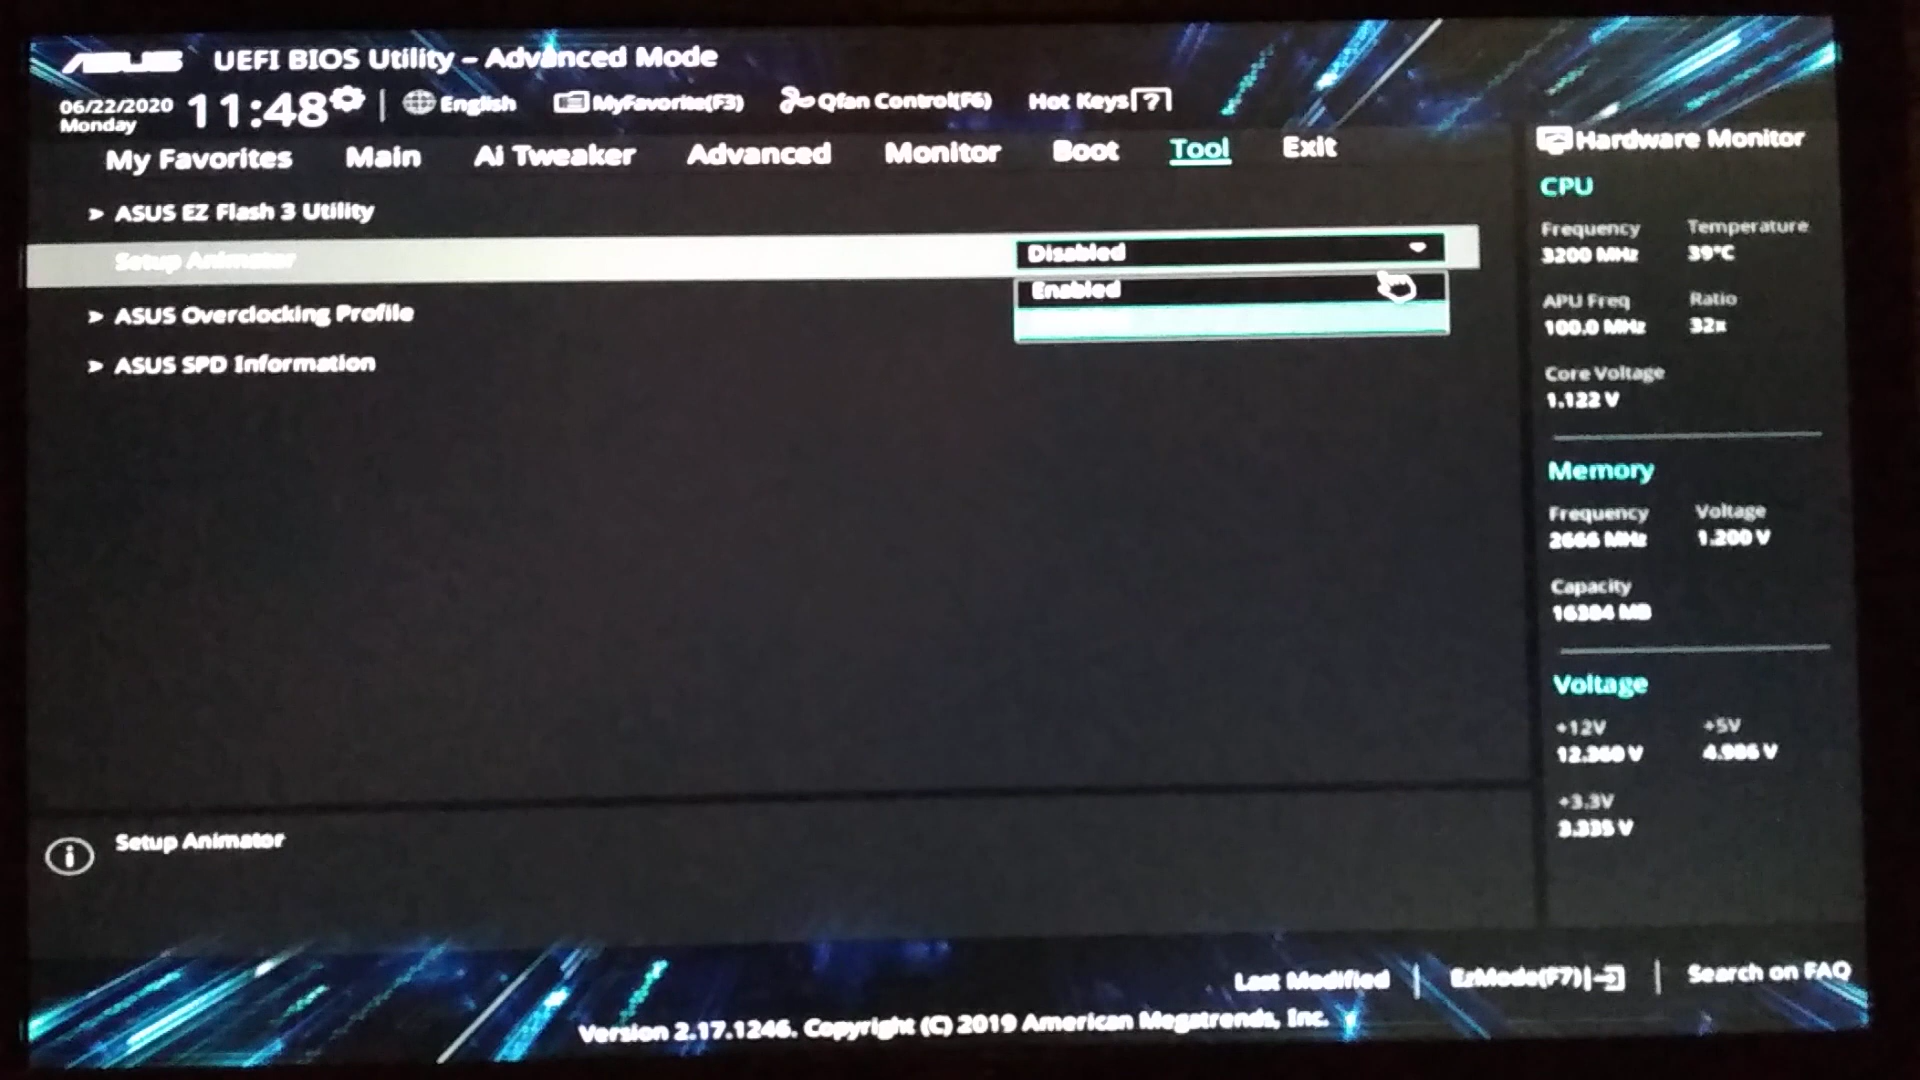 ASUS UEFI BIOS Utility – Advanced Mode
06/22/2020 Monday 11:48 English MyFavorite(F3) Qfan Control(F6) Hot Keys ?
My Favorites Main Ai Tweaker Advanced Monitor Boot Tool Exit
> ASUS EZ Flash 3 Utility
Setup Animator Disabled
Enabled
> ASUS Overclocking Profile
> ASUS SPD Information
Hardware Monitor
CPU
Frequency Temperature
3200 MHz 39°C
APU Freq Ratio
100.0 MHz 32x
Core Voltage
1.122 V
Memory
Frequency Voltage
2666 MHz 1.200 V
Capacity
16384 MB
Voltage
+12V +5V
12.360 V
+3.3V
Setup Animator
Last Modified EzMode(F7) Search on FAQ
Version 2.17.1246. Copyright (C) 2019 American Megatrends, Inc.